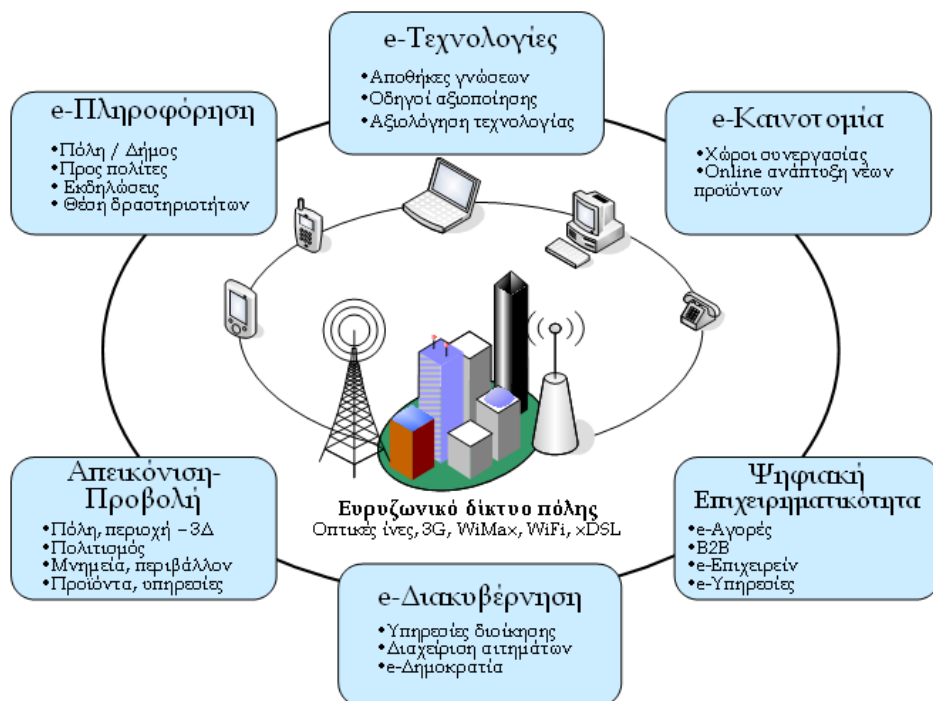 e-Τεχνολογίες
•Αποθήκες γνώσεων
•Οδηγοί αξιοποίησης
•Αξιολόγηση τεχνολογίας
e-Πληροφόρηση
•Πόλη / Δήμος
•Προς πολίτες
• Εκδηλώσεις
• Θέση δραστηριοτήτων
e-Καινοτομία
•Χώροι συνεργασίας
•Online ανάπτυξη νέων
προϊόντων
Απεικόνιση-
Προβολή
•Πόλη, περιοχή – 3Δ
•Πολιτισμός
•Μνημεία, περιβάλλον
•Προϊόντα, υπηρεσίες
Ευρυζωνικό δίκτυο πόλης
Οπτικές ίνες, 3G, WiMax, WiFi, xDSL
Ψηφιακή
Επιχειρηματικότητα
•e-Αγορές
•B2B
•e-Επιχειρείν
•e-Υπηρεσίες
e-Διακυβέρνηση
•Υπηρεσίες διοίκησης
•Διαχείριση αιτημάτων
•e-Δημοκρατία